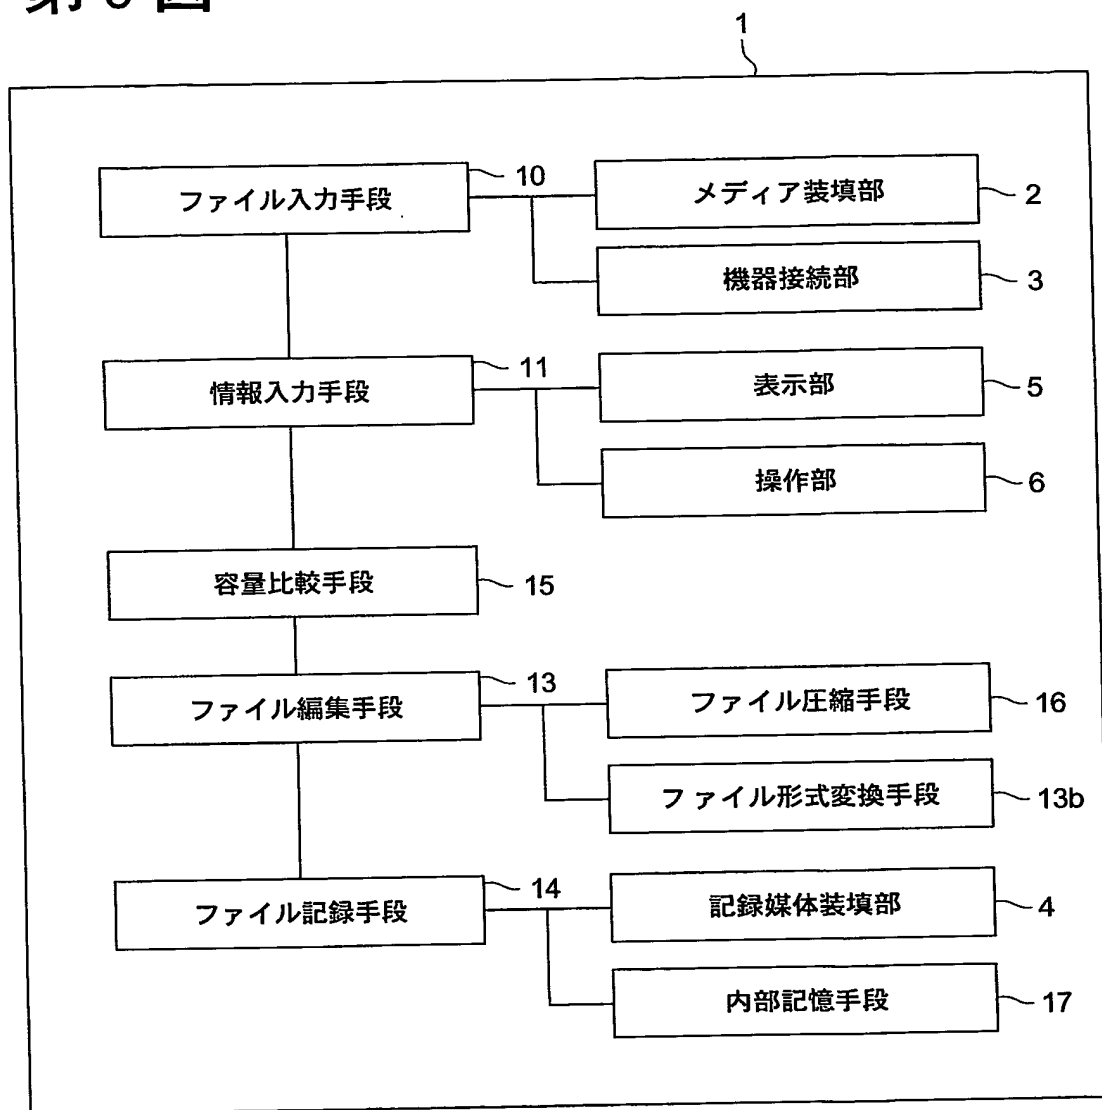 1
ファイル入力手段
10
メディア装填部
2
機器接続部
3
情報入力手段
11
表示部
5
操作部
6
容量比較手段
15
ファイル編集手段
13
ファイル圧縮手段
16
ファイル形式変換手段
13b
ファイル記録手段
14
記録媒体装填部
4
内部記憶手段
17